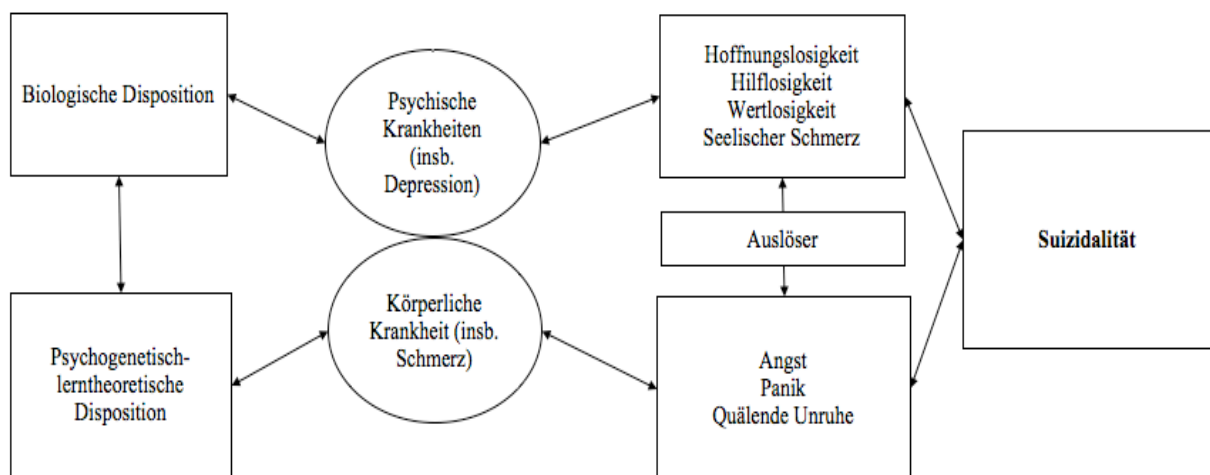 Biologische Disposition
Psychische
Krankheiten
(insb.
Depression)
Hoffnungslosigkeit
Hilflosigkeit
Wertlosigkeit
Seelischer Schmerz
Auslöser
Suizidalität
Psychogenetisch-
lerntheoretische
Disposition
Körperliche
Krankheit (insb.
Schmerz)
Angst
Panik
Quälende Unruhe